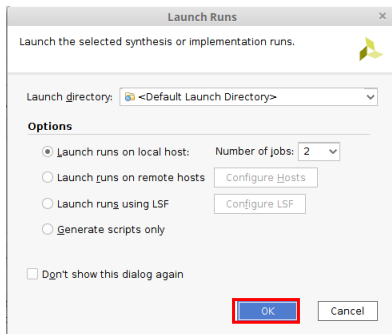 Launch Runs
Launch the selected synthesis or implementation runs.
Launch directory: <Default Launch Directory>
Options
Launch runs on local host: Number of jobs: 2
Launch runs on remote hosts Configure Hosts
Launch runs using LSF Configure LSF
Generate scripts only
Don't show this dialog again
OK Cancel